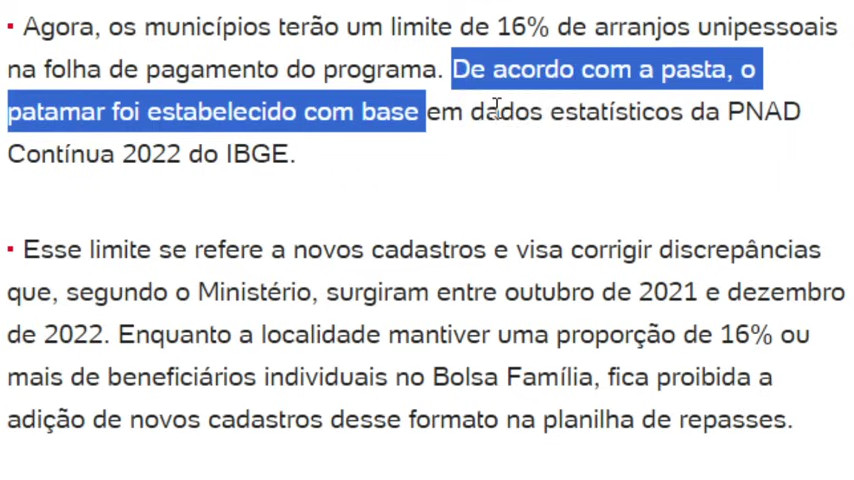 ▪ Agora, os municípios terão um limite de 16% de arranjos unipessoais
na folha de pagamento do programa. De acordo com a pasta, o
patamar foi estabelecido com base em dados estatísticos da PNAD
Contínua 2022 do IBGE.
▪ Esse limite se refere a novos cadastros e visa corrigir discrepâncias
que, segundo o Ministério, surgiram entre outubro de 2021 e dezembro
de 2022. Enquanto a localidade mantiver uma proporção de 16% ou
mais de beneficiários individuais no Bolsa Família, fica proibida a
adição de novos cadastros desse formato na planilha de repasses.